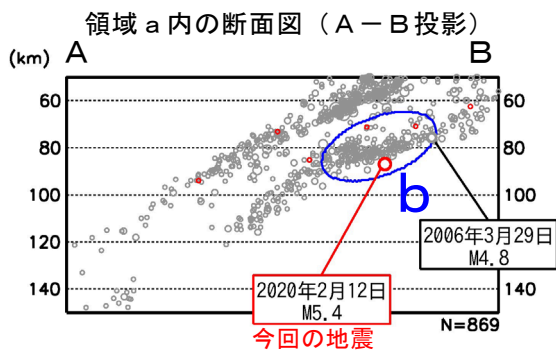 領域ａ内の断面図（Ａ－Ｂ投影）
(km) A B
60 60
80 80
100 100
120 120
140 140
b
2006年3月29日
M4.8
2020年2月12日
M5.4
今回の地震
N=869